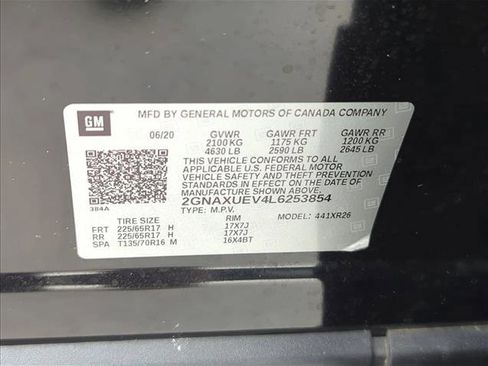 GM
MFD BY GENERAL MOTORS OF CANADA COMPANY
06/20 GVWR GAWR FRT GAWR RR
2100 KG 1175 KG 1200 KG
4630 LB 2590 LB 2645 LB
THIS VEHICLE CONFORMS TO ALL
APPLICABLE U.S. FEDERAL MOTOR
VEHICLE SAFETY AND THEFT
PREVENTION STANDARDS IN EFFECT ON
THE DATE OF MANUFACTURE SHOWN ABOVE.
384A
2GNAXUEV4L6253854
TYPE: M.P.V. MODEL: 441XR26
TIRE SIZE RIM
FRT 225/65R17 H 17X7J
RR 225/65R17 H 17X7J
SPA T135/70R16 M 16X4BT